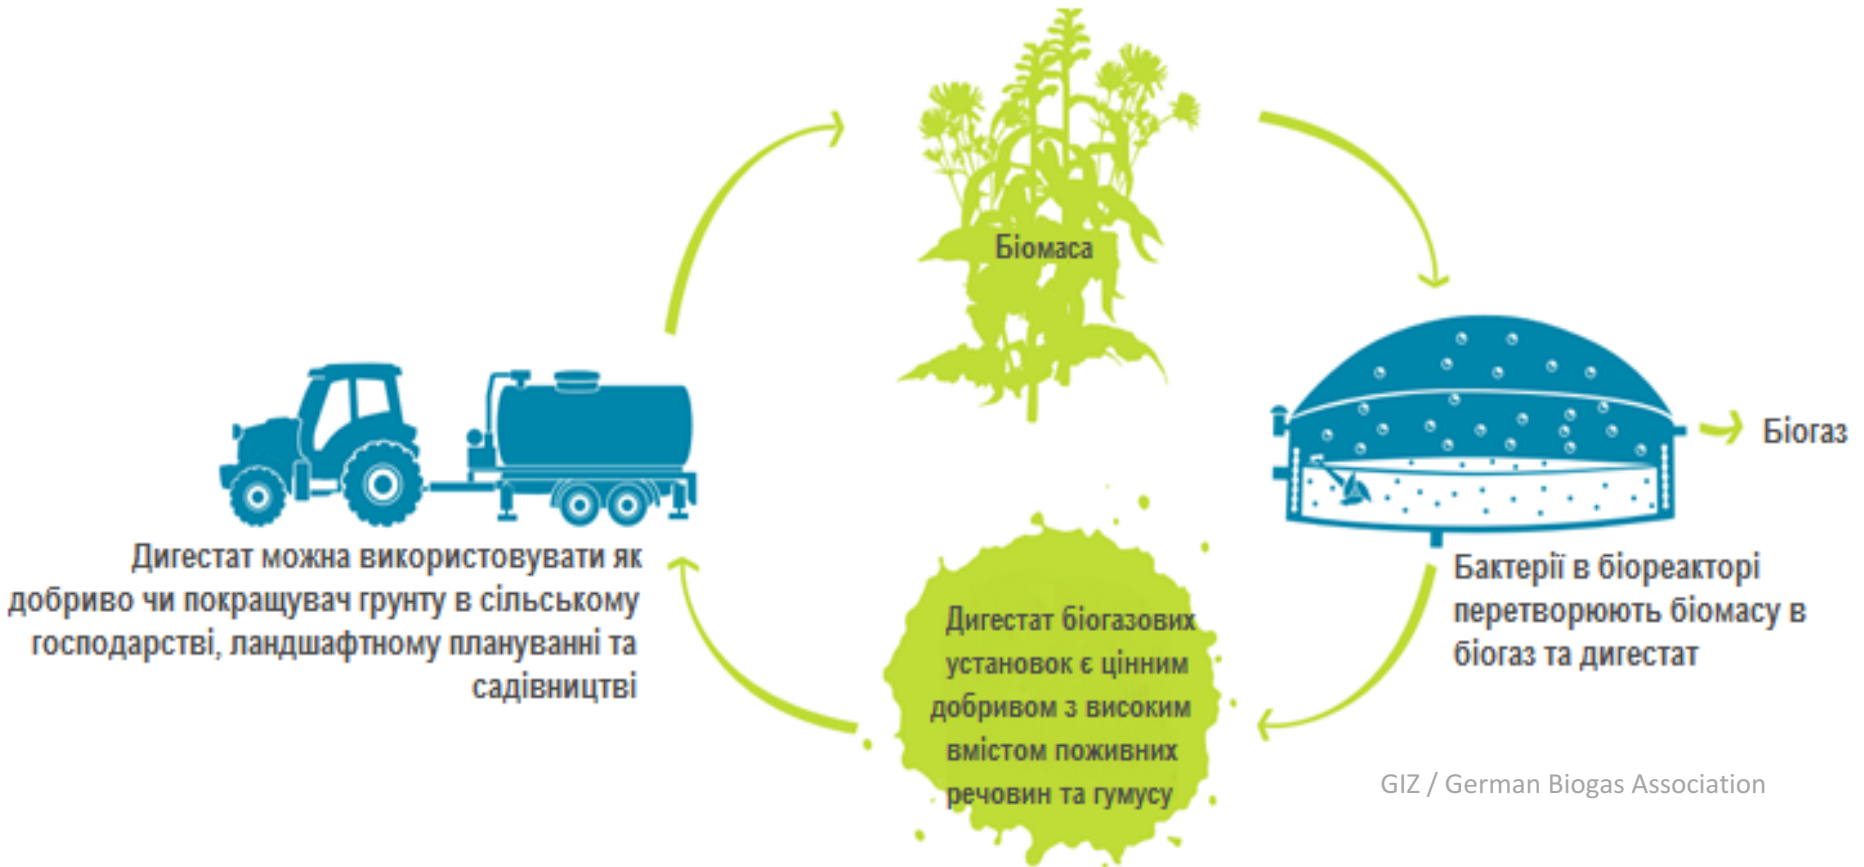 Біомаса
Біогаз
Бактерії в біореакторі
перетворюють біомасу в
біогаз та дигестат
Дигестат біогазових
установок є цінним
добривом з високим
вмістом поживних
речовин та гумусу
Дигестат можна використовувати як
добриво чи покращувач грунту в сільському
господарстві, ландшафтному плануванні та
садівництві
GIZ / German Biogas Association